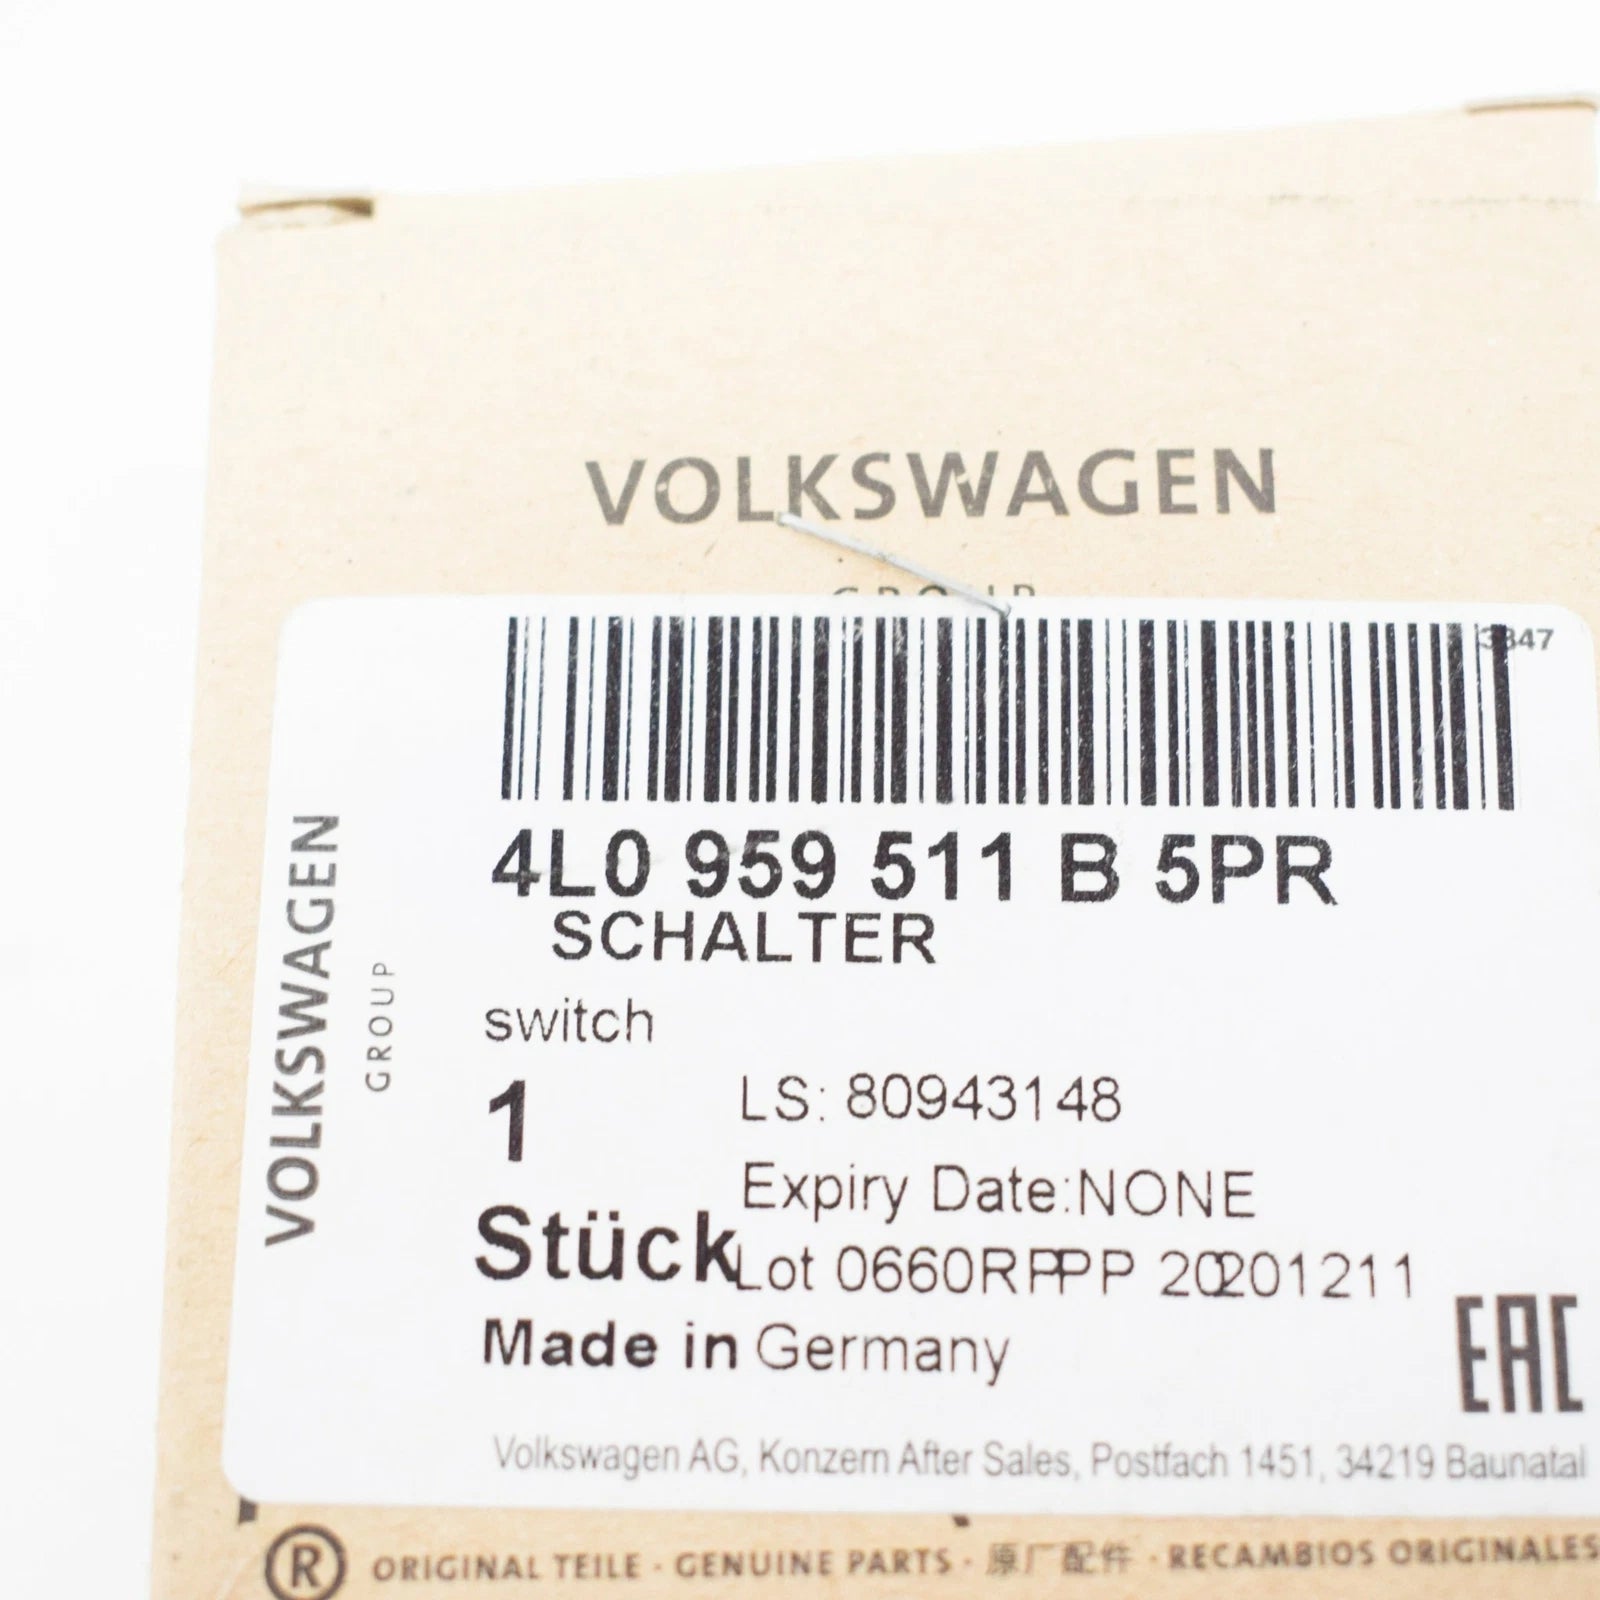 VOLKSWAGEN
GROUP
3347
4L0 959 511 B 5PR
SCHALTER
switch
1
LS: 80943148
Expiry Date:NONE
Stück
Lot 0660RPPP 20201211
Made in Germany
EAC
Volkswagen AG, Konzern After Sales, Postfach 1451, 34219 Baunatal
VOLKSWAGEN
GROUP
® ORIGINAL TEILE · GENUINE PARTS · 原厂配件 · RECAMBIOS ORIGINALES